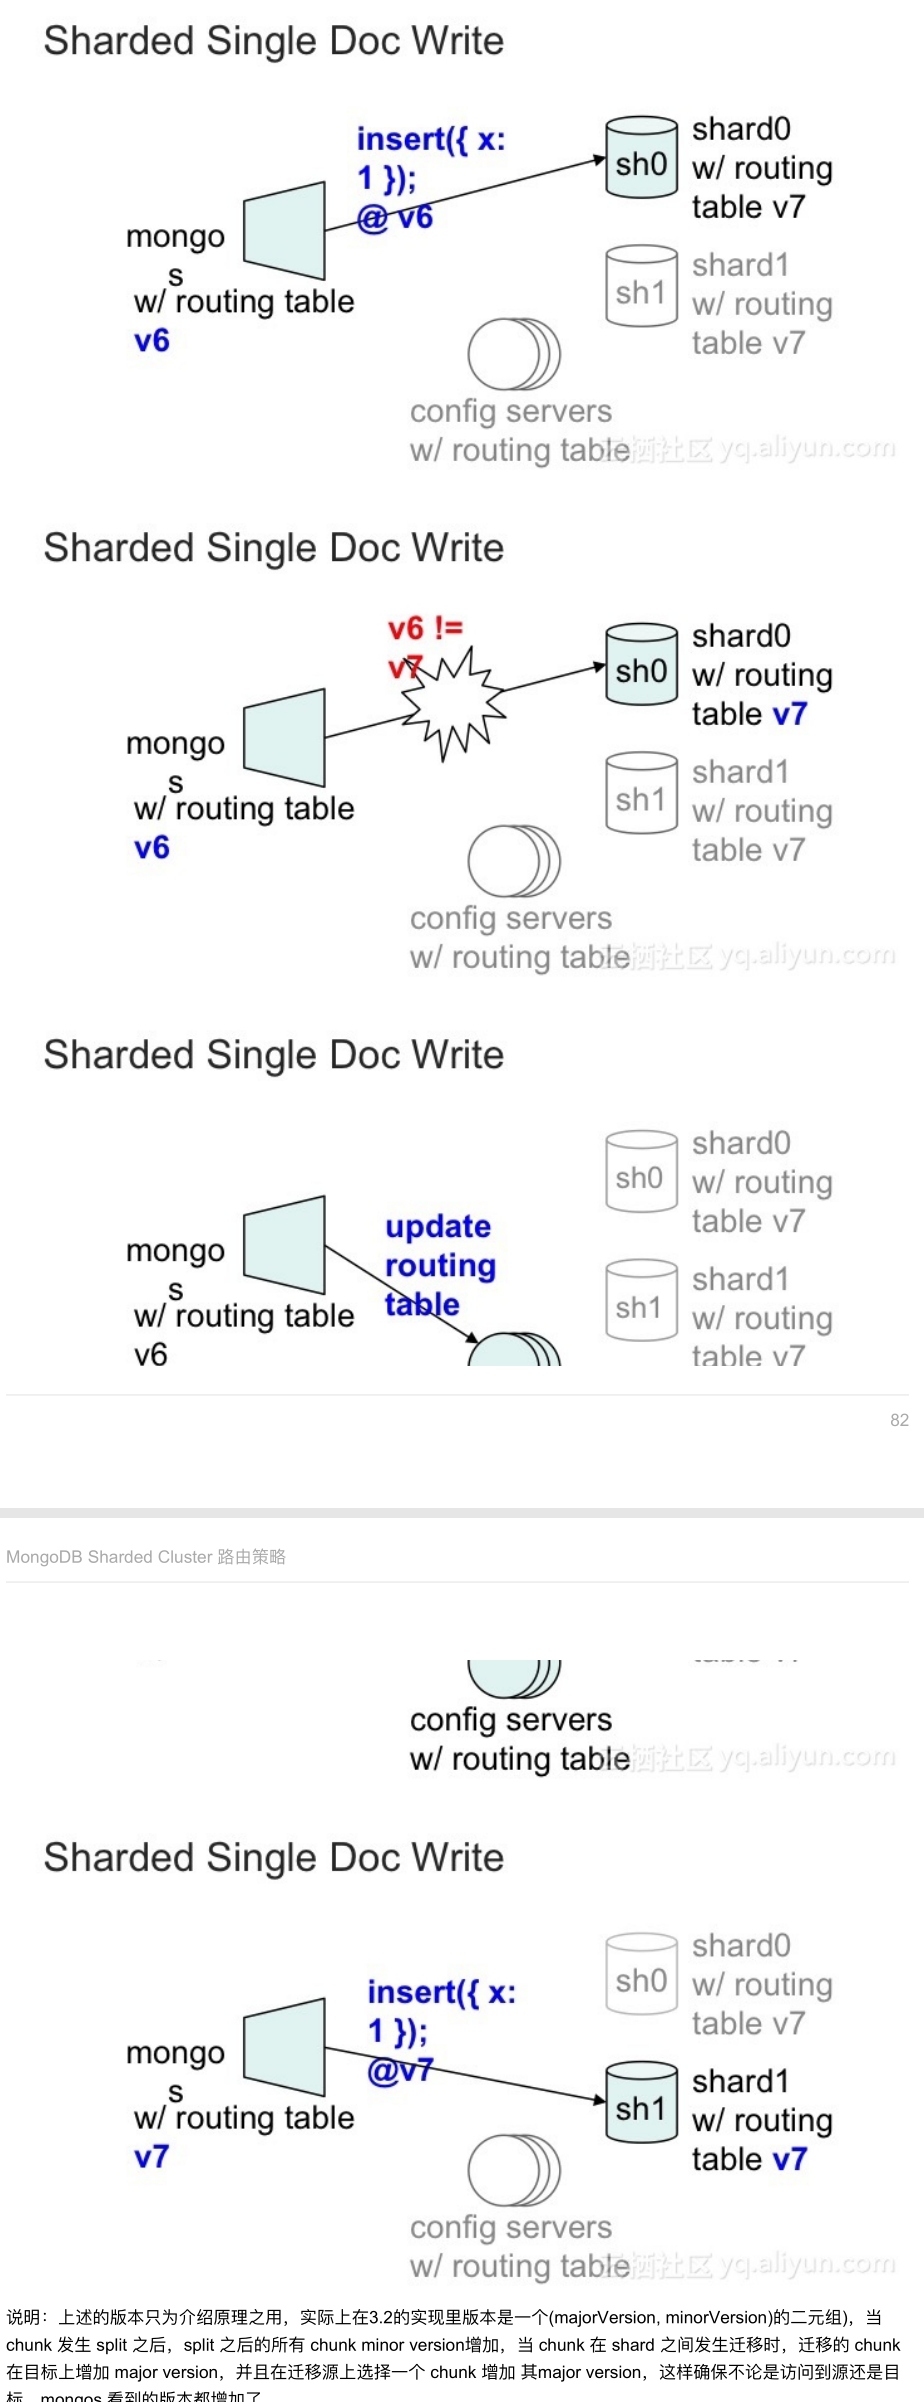 Sharded Single Doc Write
insert({ x:
1 });
@ v6
mongo
s
w/ routing table
v6
sh0
shard0
w/ routing
table v7
sh1
shard1
w/ routing
table v7
config servers
w/ routing table
云栖社区 yq.aliyun.com
Sharded Single Doc Write
v6 !=
v7
mongo
s
w/ routing table
v6
sh0
shard0
w/ routing
table v7
sh1
shard1
w/ routing
table v7
config servers
w/ routing table
云栖社区 yq.aliyun.com
Sharded Single Doc Write
update
routing
table
mongo
s
w/ routing table
v6
sh0
shard0
w/ routing
table v7
sh1
shard1
w/ routing
table v7
82
MongoDB Sharded Cluster 路由策略
config servers
w/ routing table
云栖社区 yq.aliyun.com
Sharded Single Doc Write
insert({ x:
1 });
@v7
mongo
s
w/ routing table
v7
sh0
shard0
w/ routing
table v7
sh1
shard1
w/ routing
table v7
config servers
w/ routing table
云栖社区 yq.aliyun.com
说明：上述的版本只为介绍原理之用，实际上在3.2的实现里版本是一个(majorVersion, minorVersion)的二元组)，当
chunk 发生 split 之后，split 之后的所有 chunk minor version增加，当 chunk 在 shard 之间发生迁移时，迁移的 chunk
在目标上增加 major version，并且在迁移源上选择一个 chunk 增加 其major version，这样确保不论是访问到源还是目
标，mongos 看到的版本都增加了